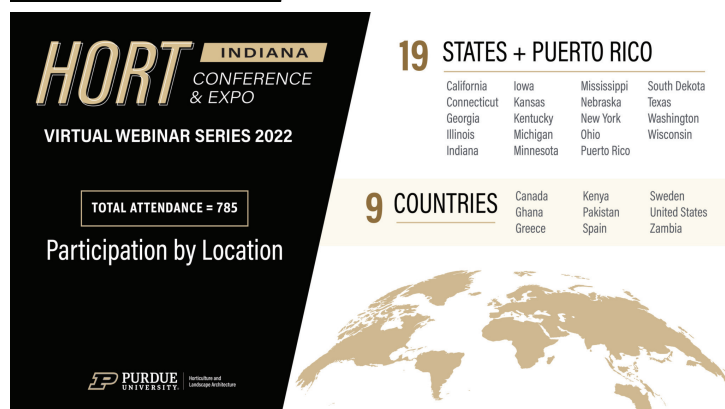 HORT
INDIANA
CONFERENCE
& EXPO
VIRTUAL WEBINAR SERIES 2022
TOTAL ATTENDANCE = 785
Participation by Location
PURDUE
UNIVERSITY
Horticulture and
Landscape Architecture
19 STATES + PUERTO RICO
California
Connecticut
Georgia
Illinois
Indiana
Iowa
Kansas
Kentucky
Michigan
Minnesota
Mississippi
Nebraska
New York
Ohio
Puerto Rico
South Dekota
Texas
Washington
Wisconsin
9 COUNTRIES
Canada
Ghana
Greece
Kenya
Pakistan
Spain
Sweden
United States
Zambia